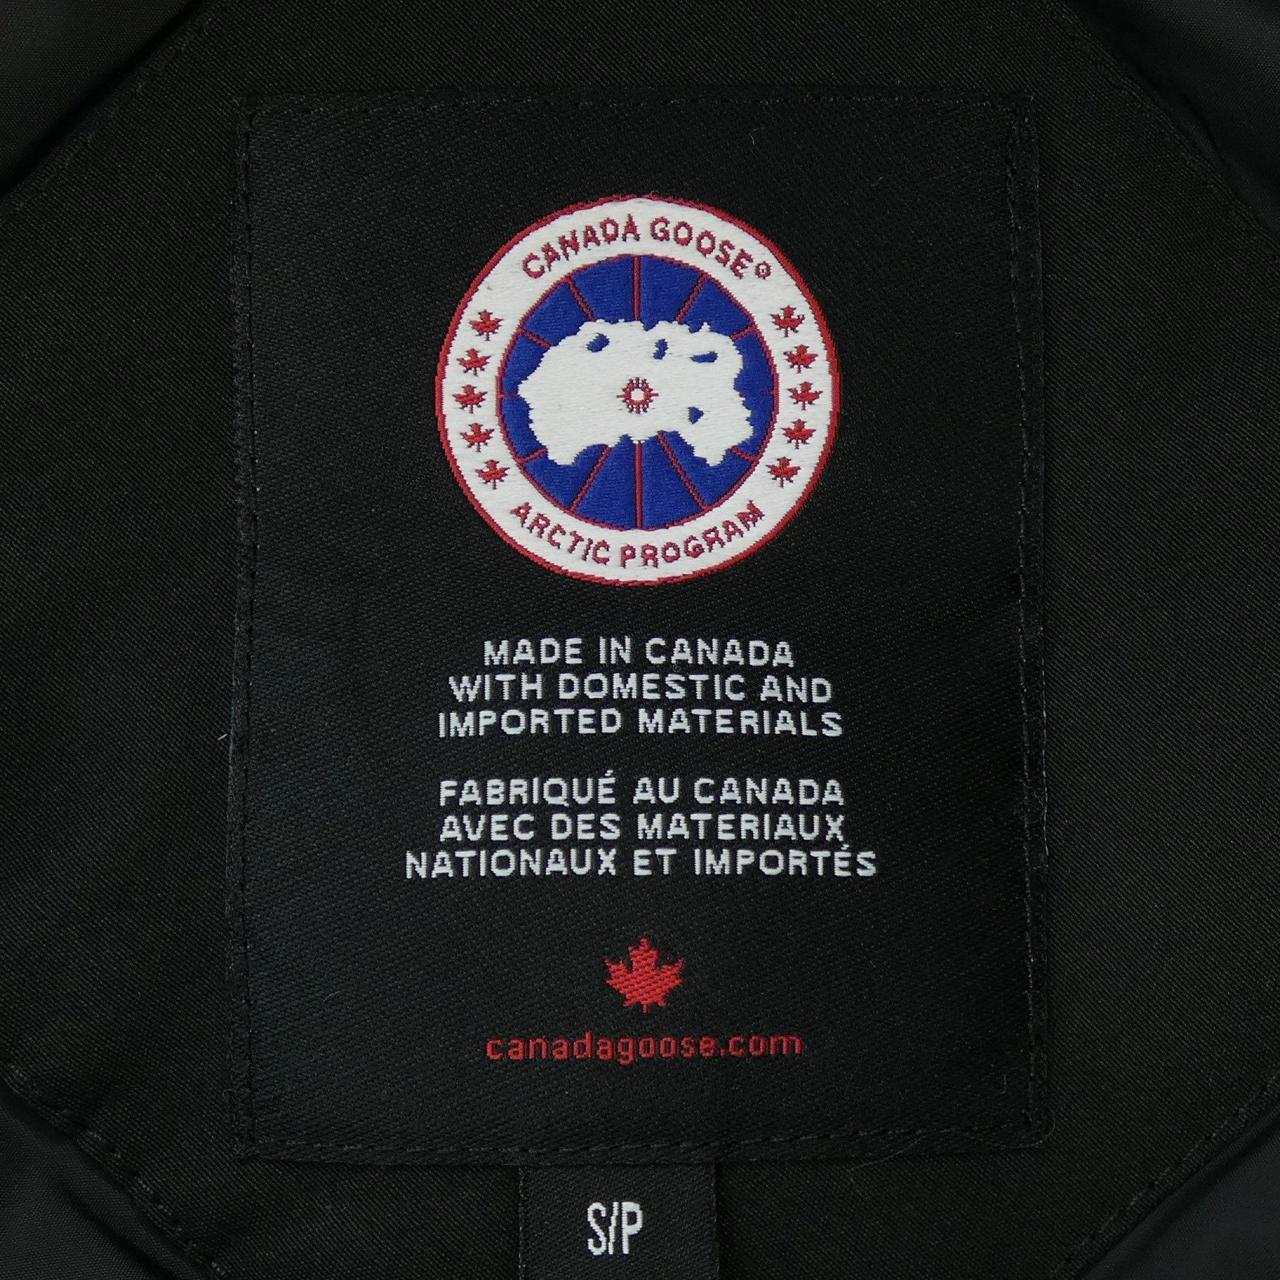 CANADA GOOSE®
ARCTIC PROGRAM
MADE IN CANADA
WITH DOMESTIC AND
IMPORTED MATERIALS
FABRIQUÉ AU CANADA
AVEC DES MATERIAUX
NATIONAUX ET IMPORTÉS
canadagoose.com
S/P